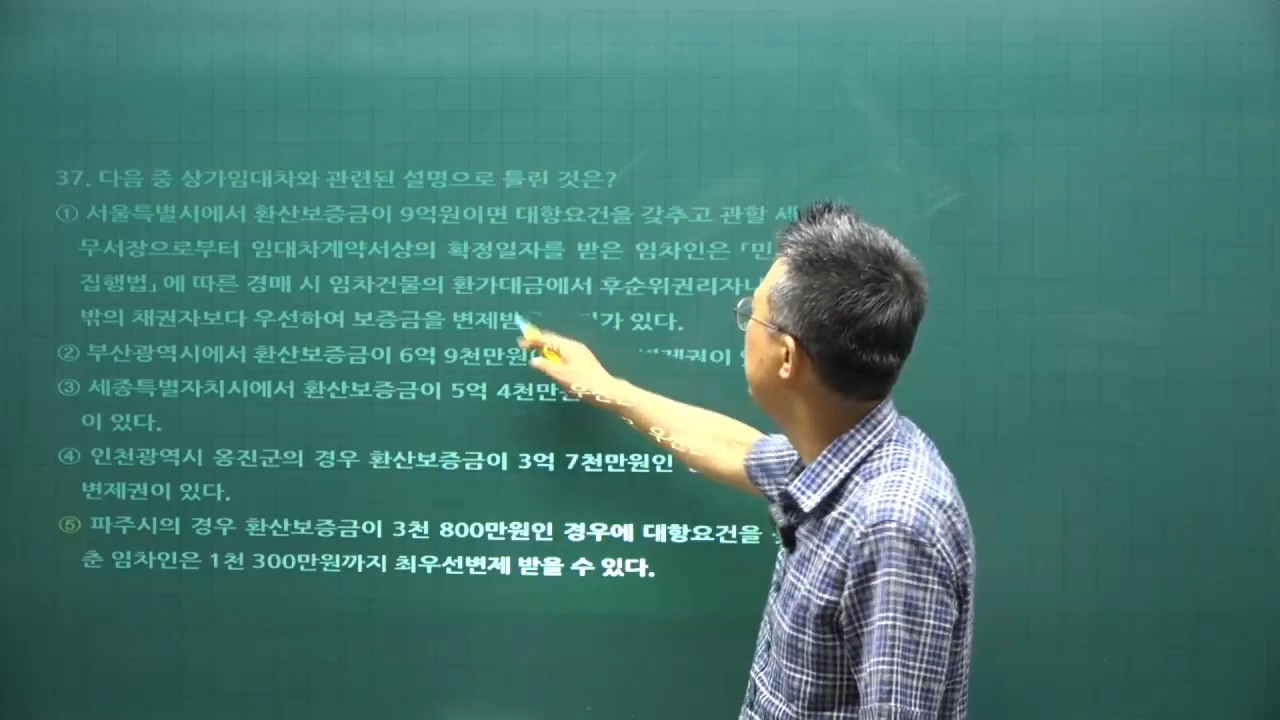 37. 다음 중 상가임대차와 관련된 설명으로 틀린 것은?
① 서울특별시에서 환산보증금이 9억원이면 대항요건을 갖추고 관할 세
무서장으로부터 임대차계약서상의 확정일자를 받은 임차인은 「민
집행법」에 따른 경매 시 임차건물의 환가대금에서 후순위권리자나
밖의 채권자보다 우선하여 보증금을 변제받 가 있다.
② 부산광역시에서 환산보증금이 6억 9천만원 변제권이
③ 세종특별자치시에서 환산보증금이 5억 4천만
이 있다.
④ 인천광역시 옹진군의 경우 환산보증금이 3억 7천만원인
변제권이 있다.
⑤ 파주시의 경우 환산보증금이 3천 800만원인 경우에 대항요건을
춘 임차인은 1천 300만원까지 최우선변제 받을 수 있다.